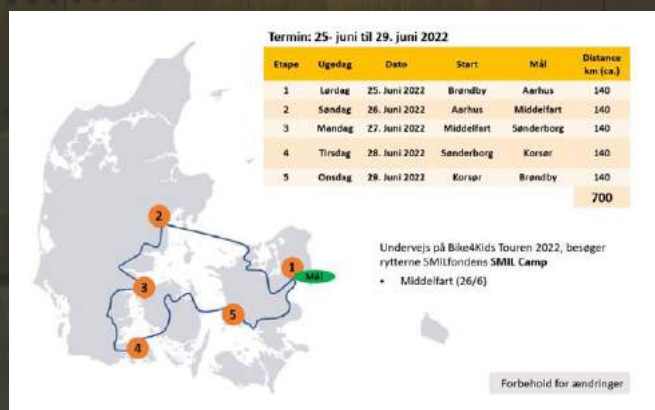 Termin: 25- juni til 29. juni 2022
Etape Ugedag Dato Start Mål Distance km (ca.)
1 Lørdag 25. Juni 2022 Brøndby Aarhus 140
2 Søndag 26. Juni 2022 Aarhus Middelfart 140
3 Mandag 27. Juni 2022 Middelfart Sønderborg 140
4 Tirsdag 28. Juni 2022 Sønderborg Korsør 140
5 Onsdag 29. Juni 2022 Korsør Brøndby 140
700
2
1
Mål
3
5
4
Undervejs på Bike4Kids Touren 2022, besøger
rytterne SMILfondens SMIL Camp
• Middelfart (26/6)
Forbehold for ændringer